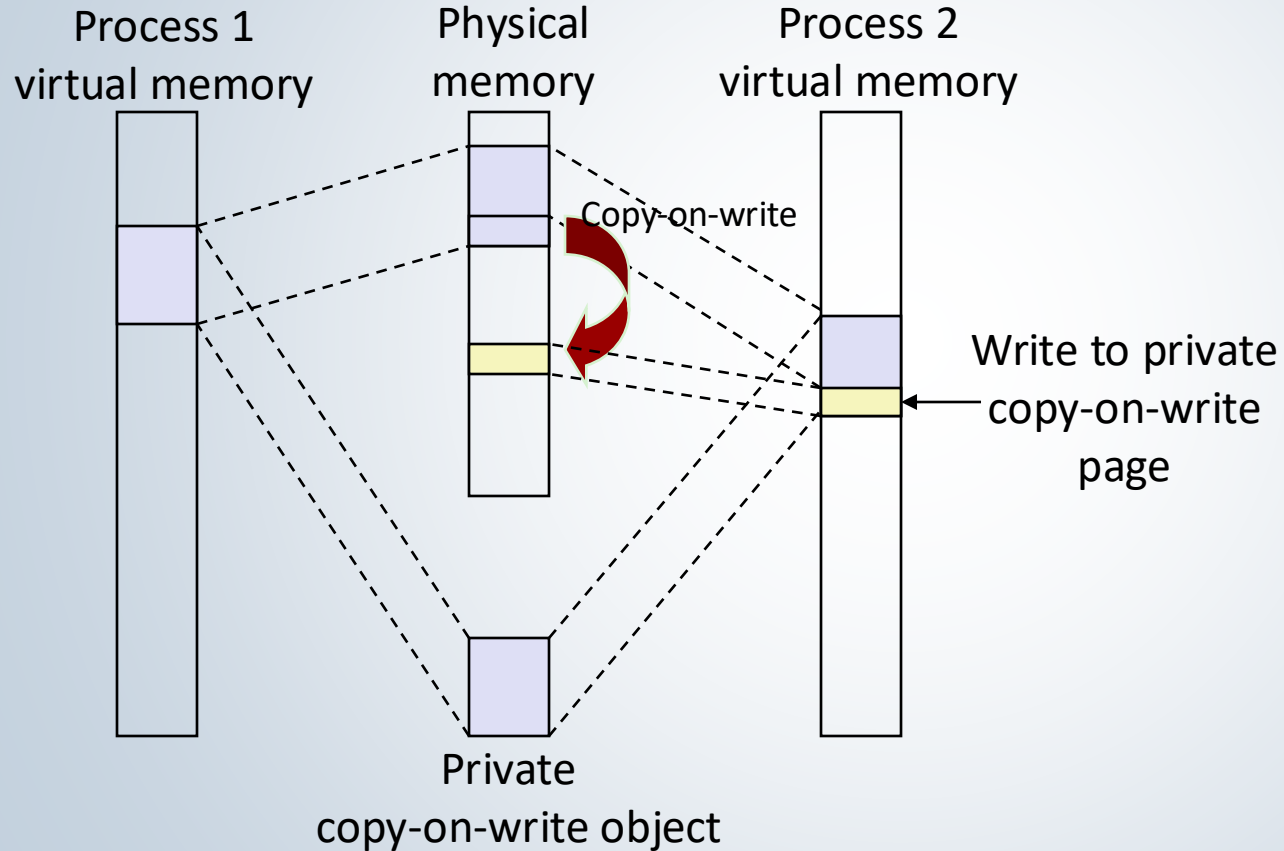 Process 1
virtual memory
Physical
memory
Process 2
virtual memory
Copy-on-write
Write to private
copy-on-write
page
Private
copy-on-write object